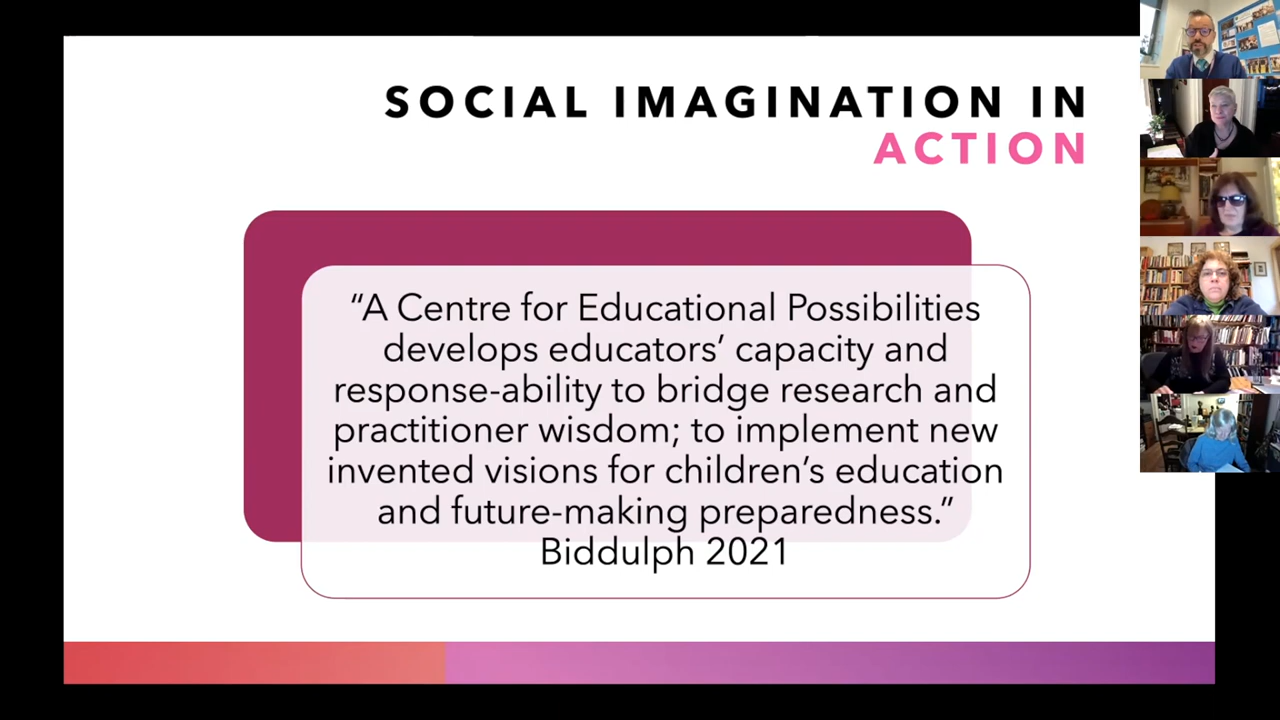 SOCIAL IMAGINATION IN
ACTION
“A Centre for Educational Possibilities
develops educators’ capacity and
response-ability to bridge research and
practitioner wisdom; to implement new
invented visions for children’s education
and future-making preparedness.”
Biddulph 2021